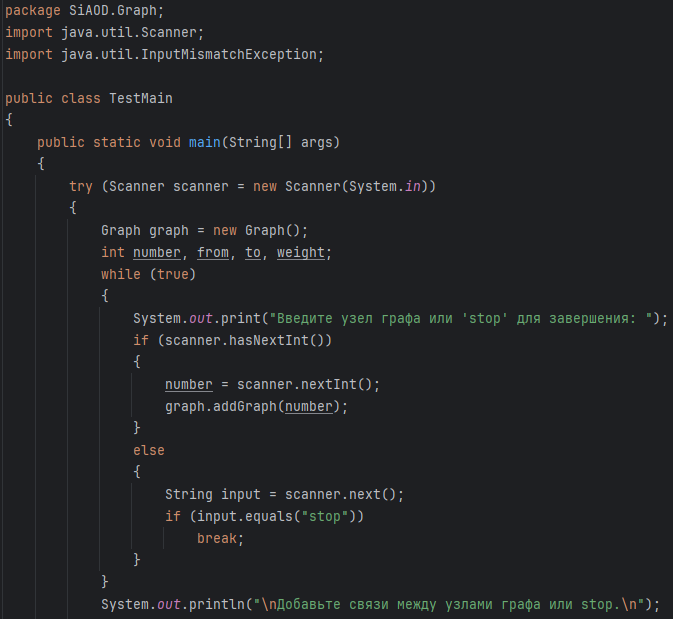 package SiAOD.Graph;
import java.util.Scanner;
import java.util.InputMismatchException;

public class TestMain
{
    public static void main(String[] args)
    {
        try (Scanner scanner = new Scanner(System.in))
        {
            Graph graph = new Graph();
            int number, from, to, weight;
            while (true)
            {
                System.out.print("Введите узел графа или 'stop' для завершения: ");
                if (scanner.hasNextInt())
                {
                    number = scanner.nextInt();
                    graph.addGraph(number);
                }
                else
                {
                    String input = scanner.next();
                    if (input.equals("stop"))
                        break;
                }
            }
            System.out.println("\nДобавьте связи между узлами графа или stop.\n");